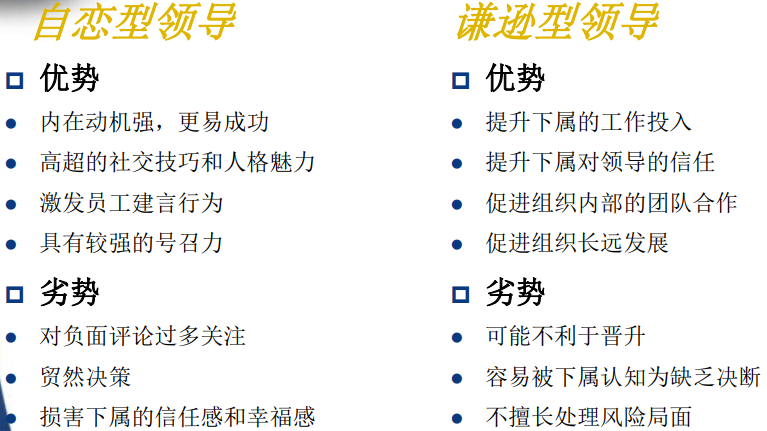 自恋型领导
优势
内在动机强，更易成功
高超的社交技巧和人格魅力
激发员工建言行为
具有较强的号召力
劣势
对负面评论过多关注
贸然决策
损害下属的信任感和幸福感
谦逊型领导
优势
提升下属的工作投入
提升下属对领导的信任
促进组织内部的团队合作
促进组织长远发展
劣势
可能不利于晋升
容易被下属认知为缺乏决断
不擅长处理风险局面